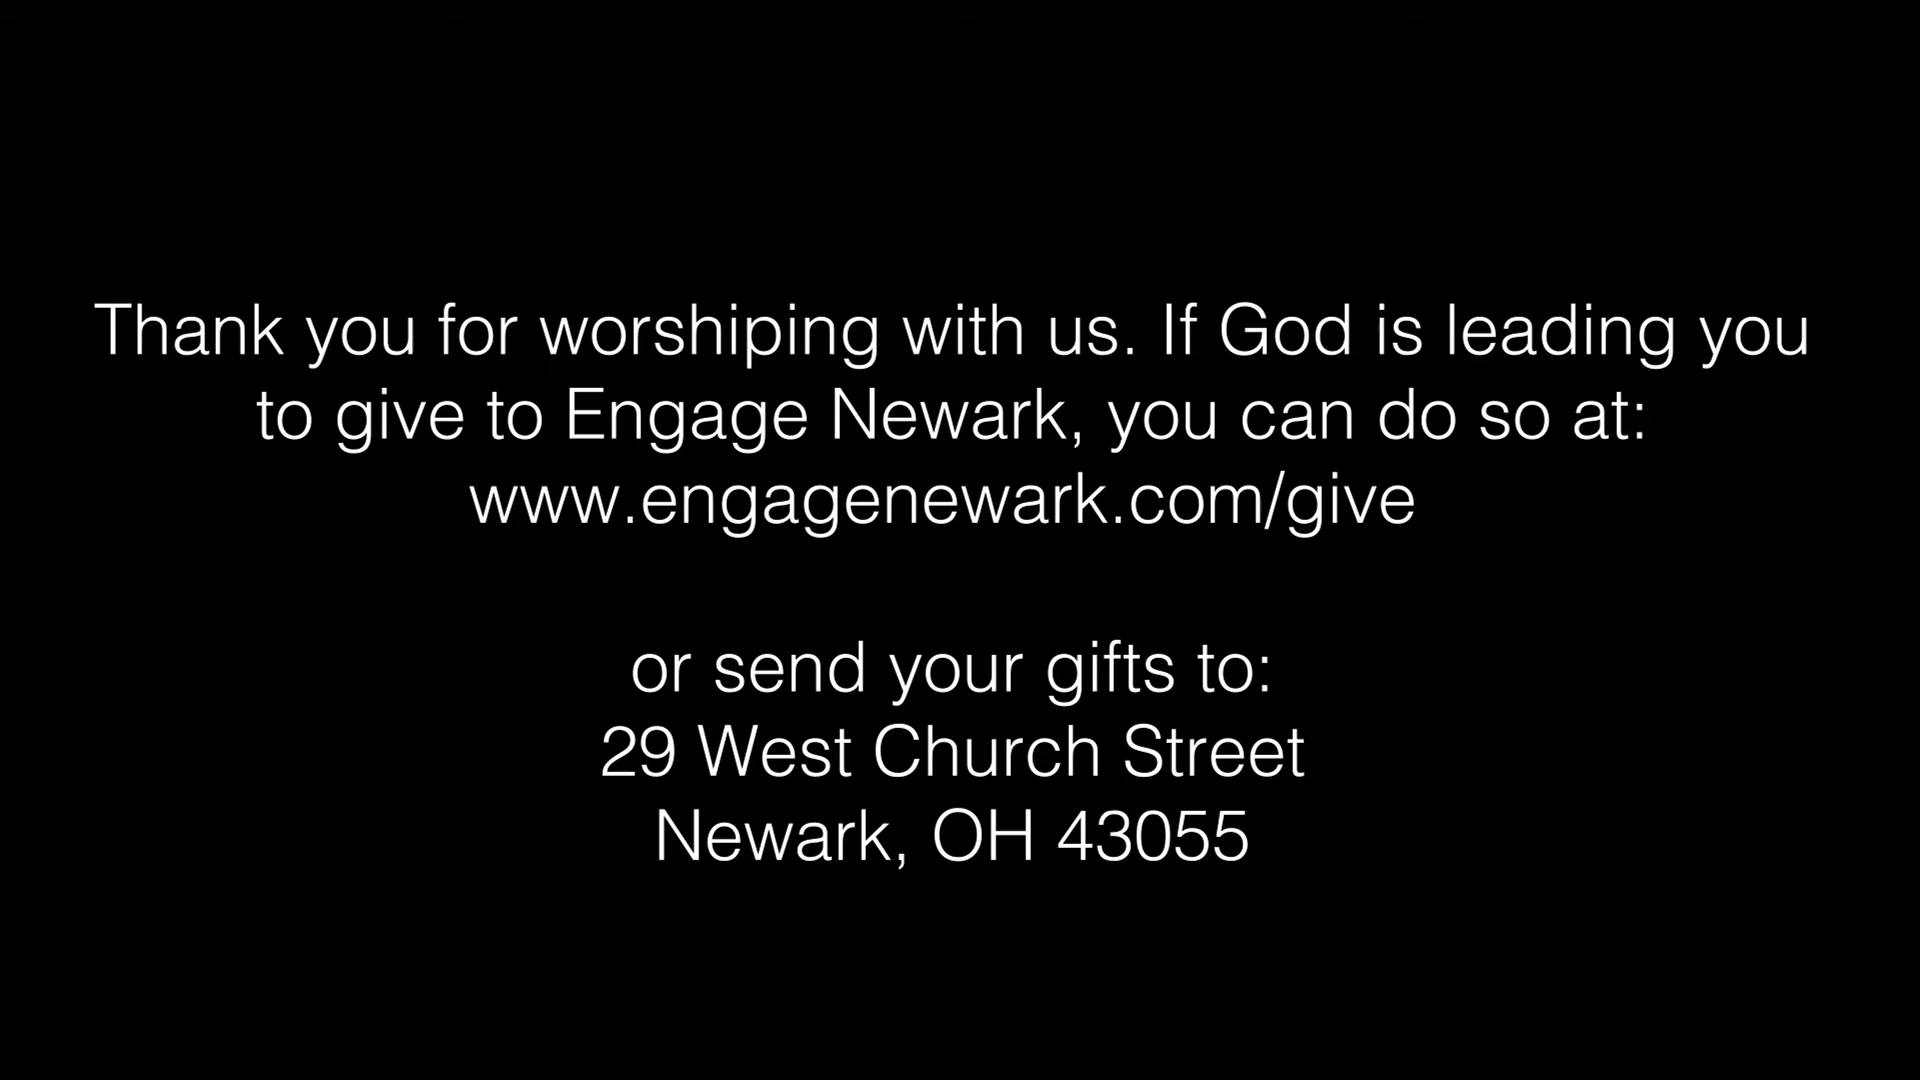 Thank you for worshiping with us. If God is leading you
to give to Engage Newark, you can do so at:
www.engagenewark.com/give
or send your gifts to:
29 West Church Street
Newark, OH 43055